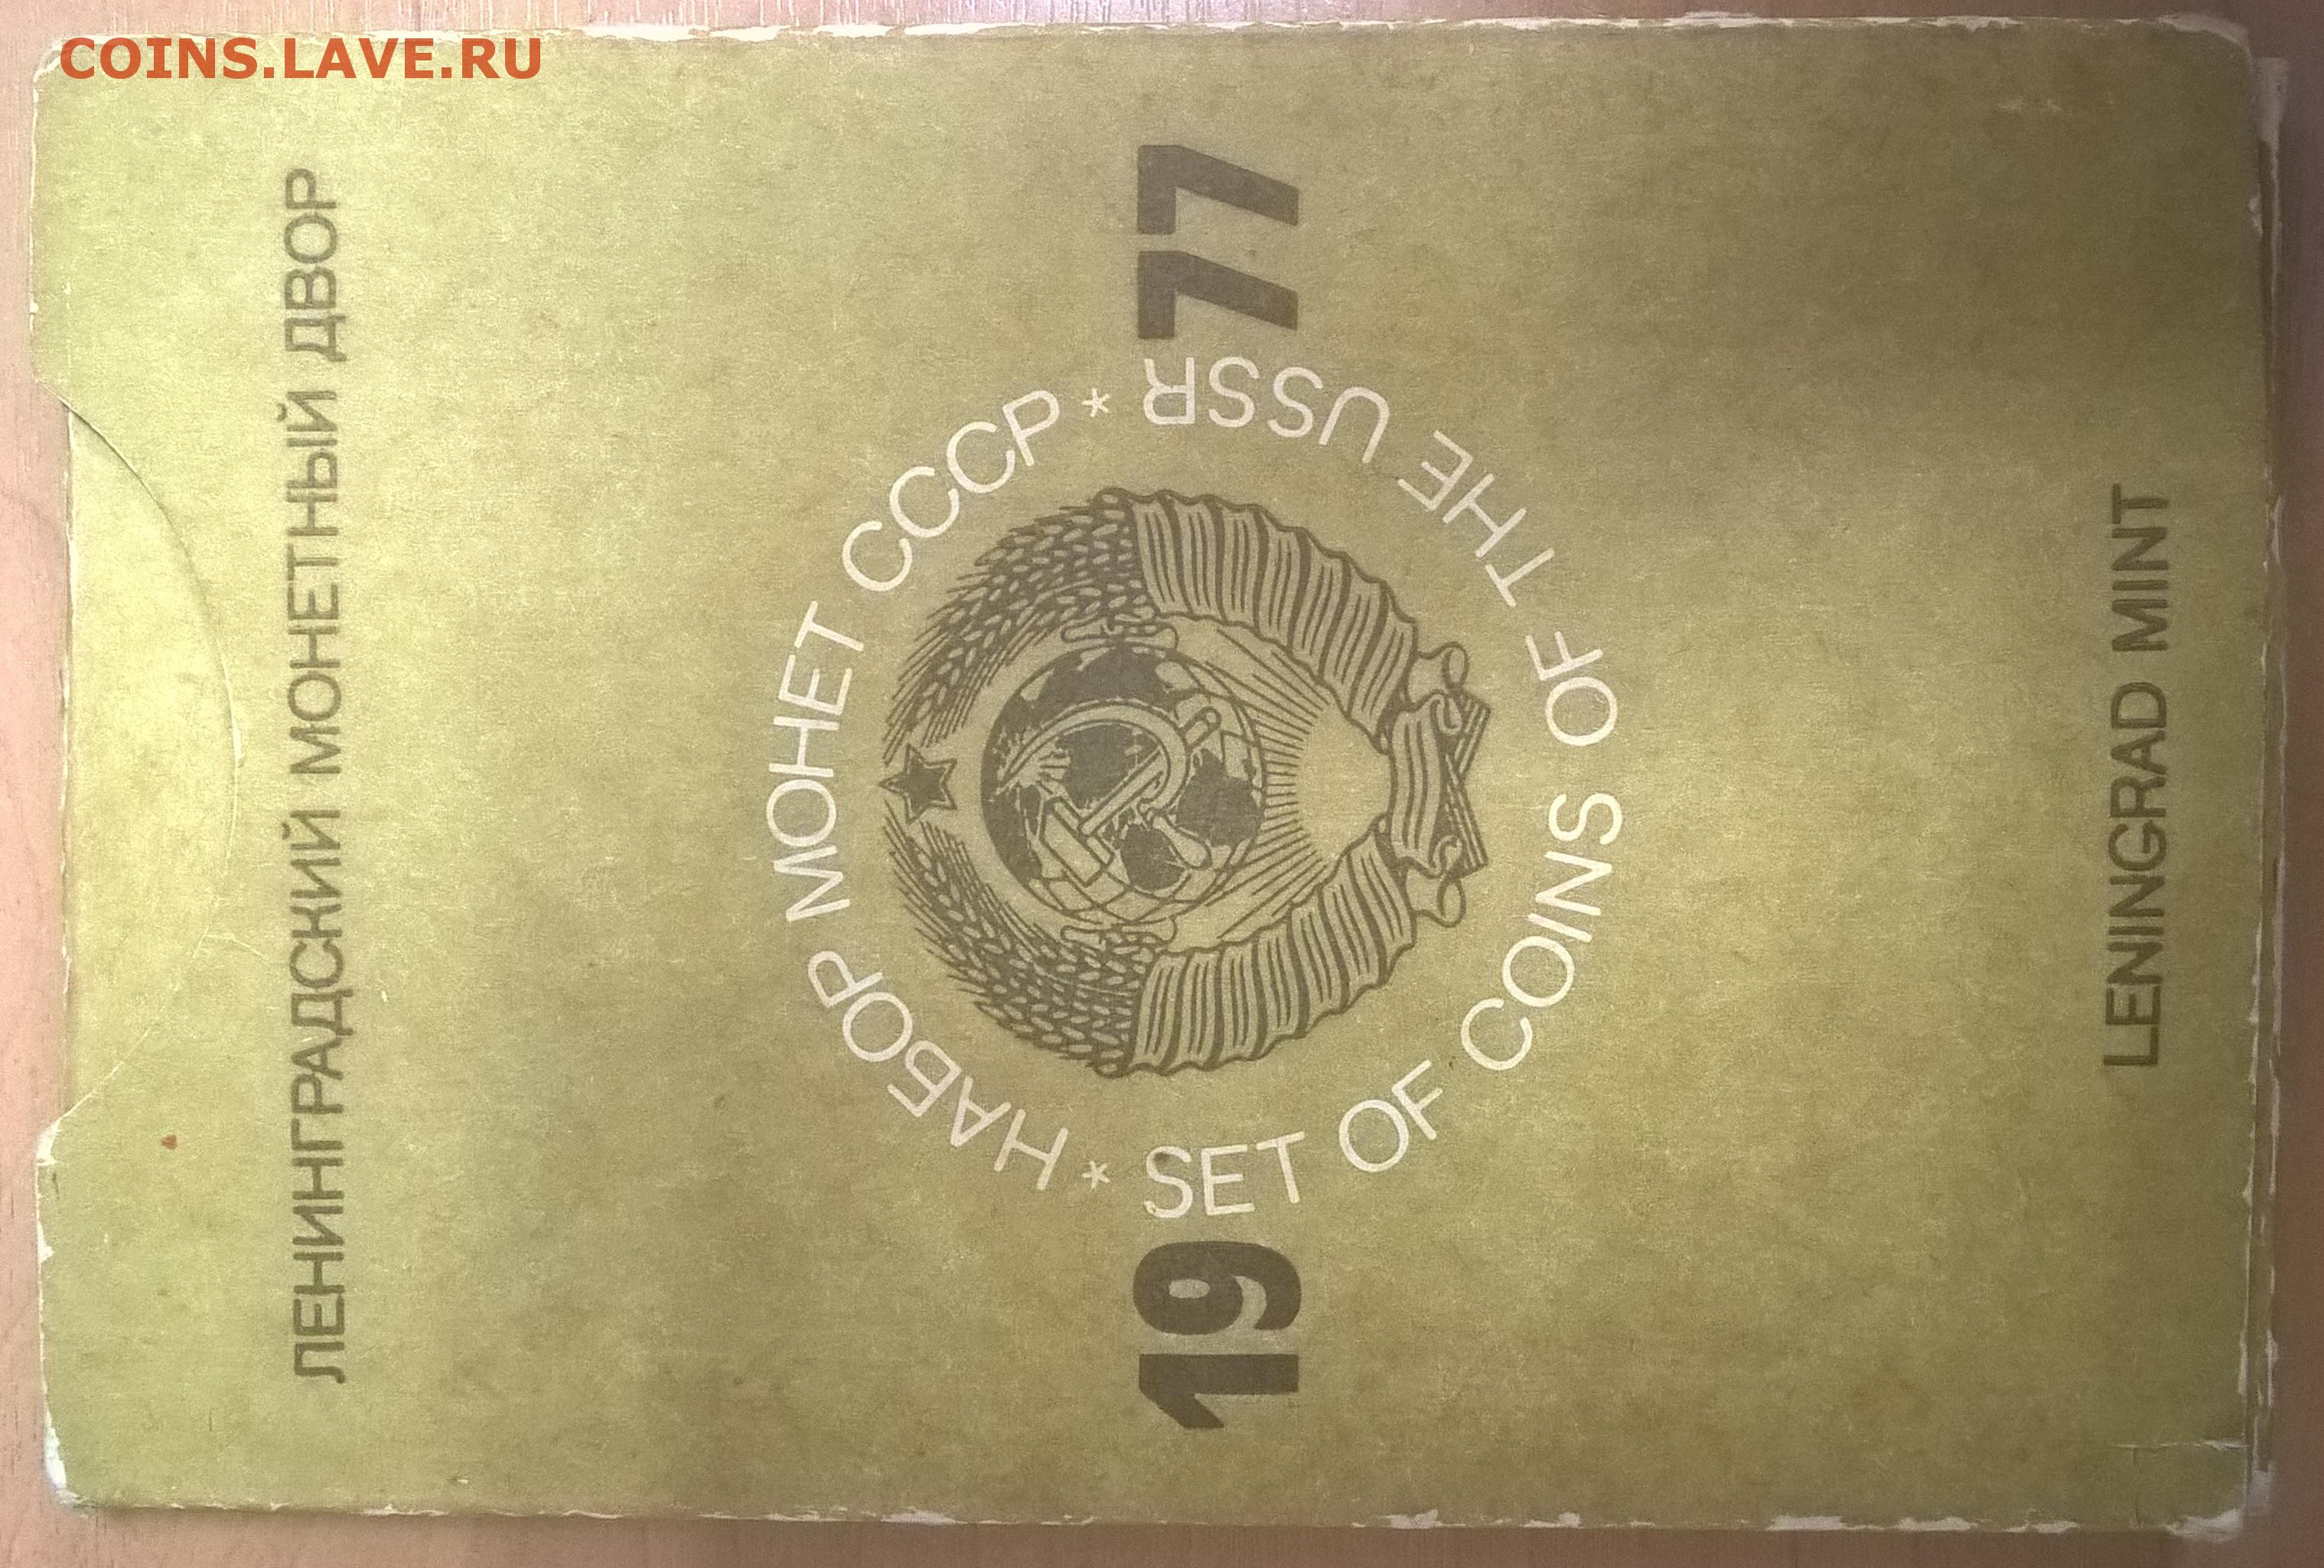 COINS.LAVE.RU
ЛЕНИНГРАДСКИЙ МОНЕТНЫЙ ДВОР
НАБОР МОНЕТ СССР *
19 77
* SET OF COINS OF THE USSR
LENINGRAD MINT